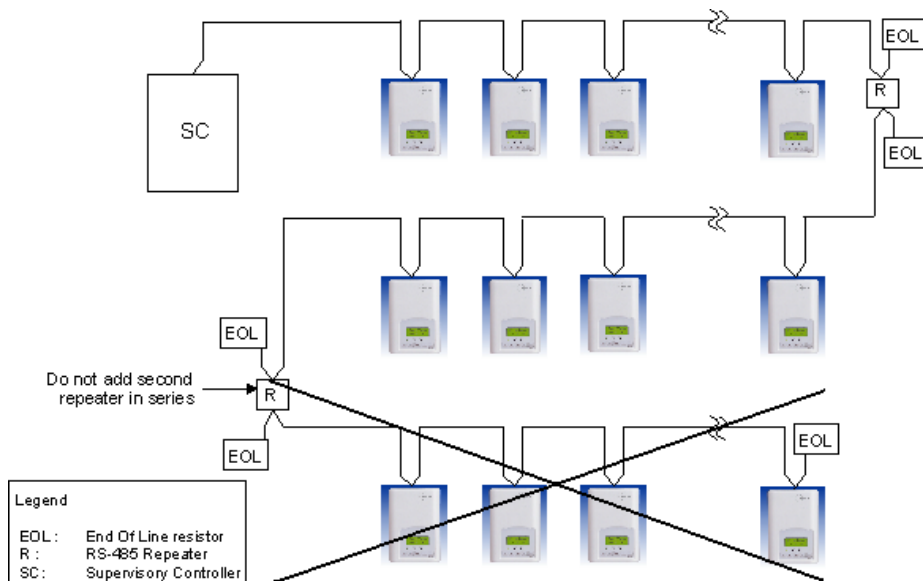 EOL
SC
R
EOL
EOL
Do not add second
repeater in series
R
EOL
EOL
Legend
EOL : End Of Line resistor
R : RS-485 Repeater
SC: Supervisory Controller